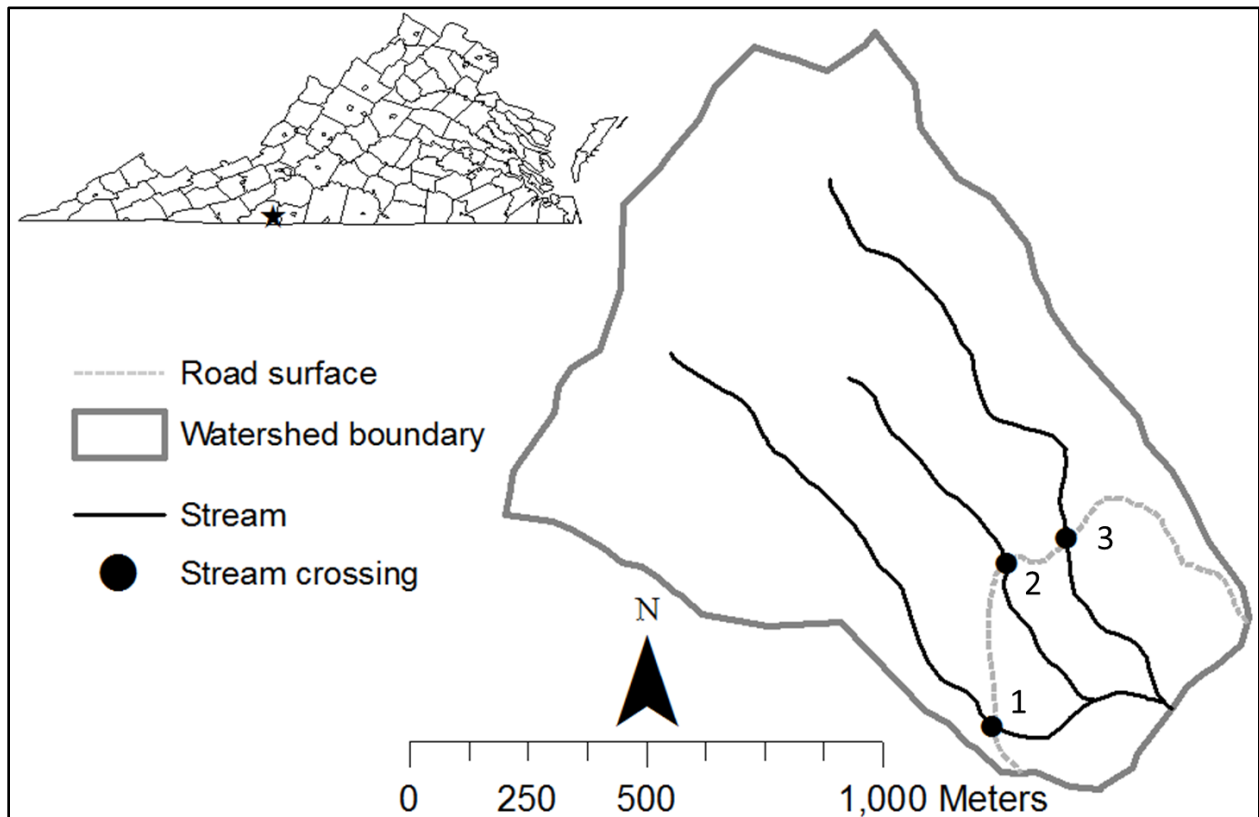 Road surface
Watershed boundary
Stream
Stream crossing
N
0 250 500 1,000 Meters
1
2
3